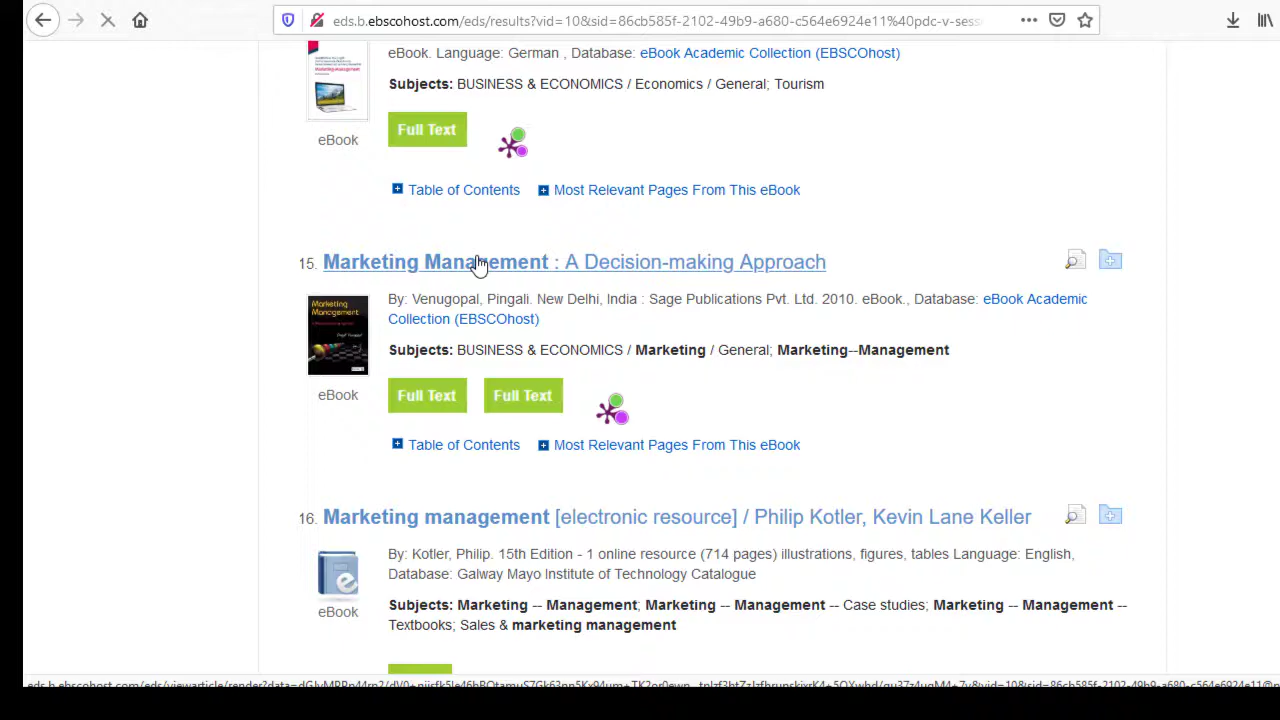 eds.b.ebscohost.com/eds/results?vid=10&sid=86cb585f-2102-49b9-a680-c564e6924e11%40pdc-v-sess
eBook. Language: German , Database: eBook Academic Collection (EBSCOhost)
Subjects: BUSINESS & ECONOMICS / Economics / General; Tourism
eBook
Full Text
Table of Contents Most Relevant Pages From This eBook
15. Marketing Management : A Decision-making Approach
Marketing
Management
By: Venugopal, Pingali. New Delhi, India : Sage Publications Pvt. Ltd. 2010. eBook., Database: eBook Academic
Collection (EBSCOhost)
Subjects: BUSINESS & ECONOMICS / Marketing / General; Marketing--Management
eBook
Full Text Full Text
Table of Contents Most Relevant Pages From This eBook
16. Marketing management [electronic resource] / Philip Kotler, Kevin Lane Keller
By: Kotler, Philip. 15th Edition - 1 online resource (714 pages) illustrations, figures, tables Language: English,
Database: Galway Mayo Institute of Technology Catalogue
eBook
Subjects: Marketing -- Management; Marketing -- Management -- Case studies; Marketing -- Management --
Textbooks; Sales & marketing management